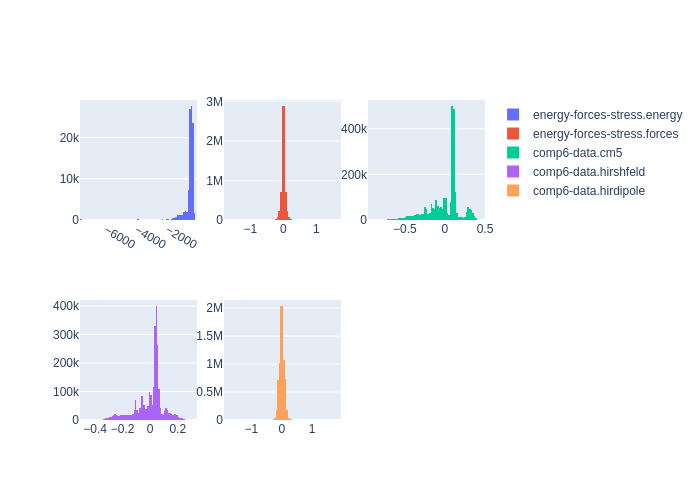 20k
10k
0
−6000
−4000
−2000
3M
2M
1M
0
−1
0
1
400k
200k
0
−0.5
0
0.5
energy-forces-stress.energy
energy-forces-stress.forces
comp6-data.cm5
comp6-data.hirshfeld
comp6-data.hirdipole
400k
300k
200k
100k
0
−0.4
−0.2
0
0.2
2M
1.5M
1M
0.5M
0
−1
0
1